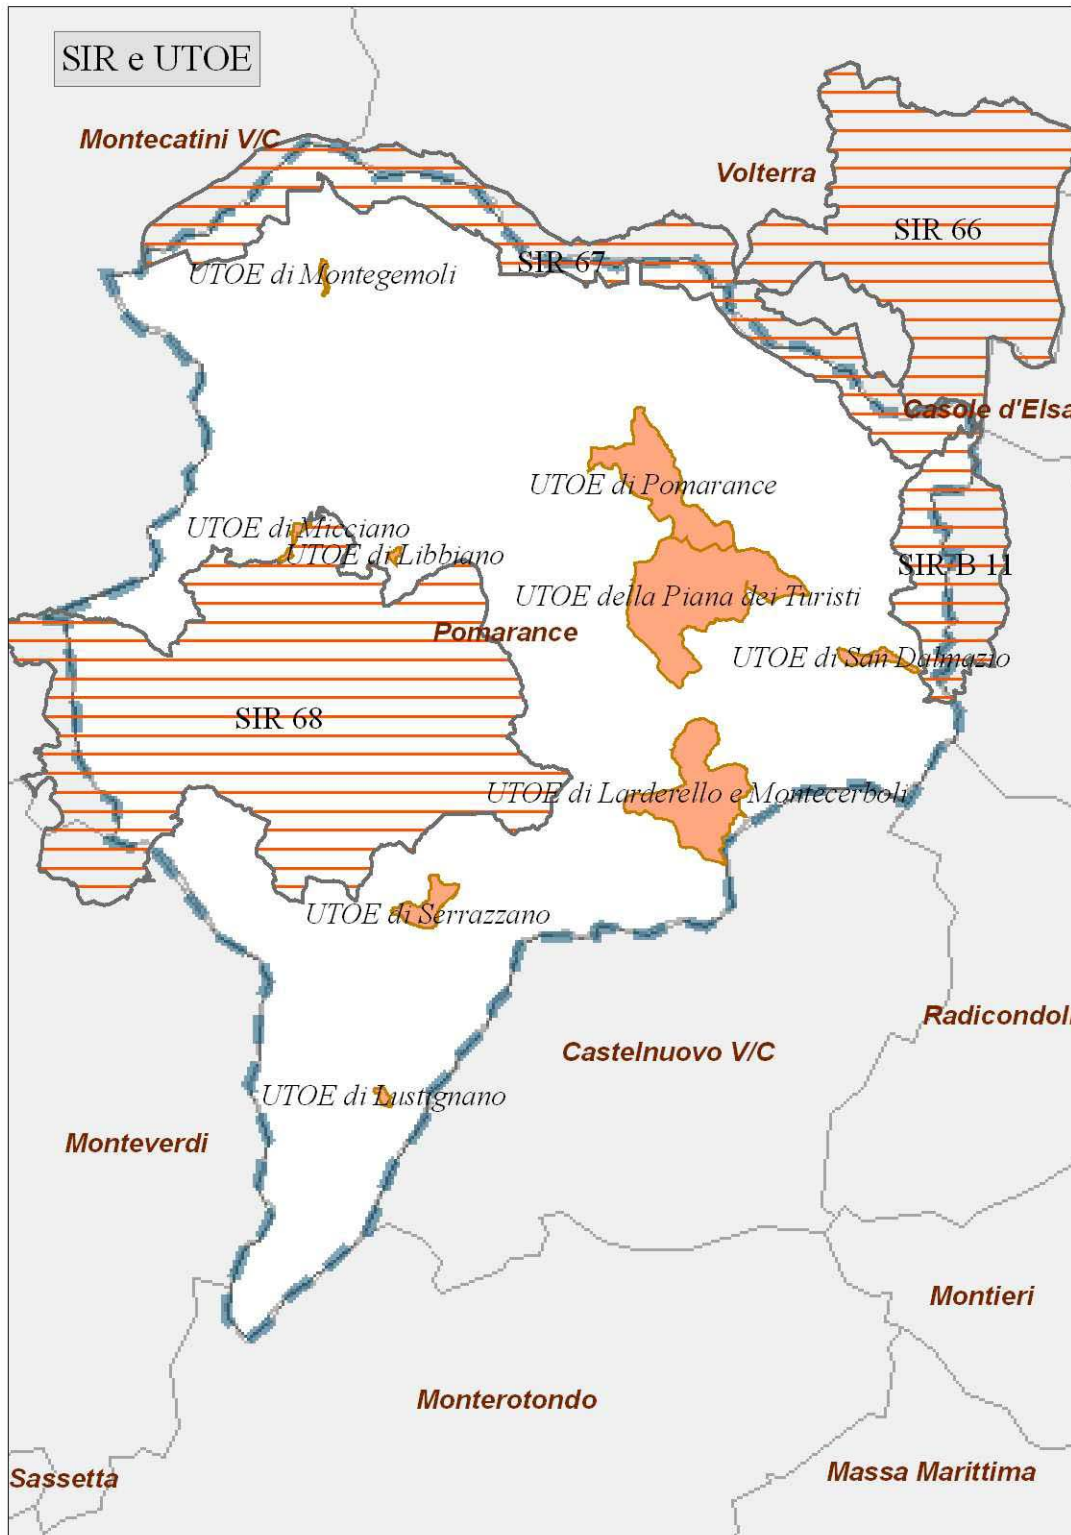 SIR e UTOE
Montecatini V/C
Volterra
SIR 66
SIR 67
UTOE di Montegemoli
Casole d'Elsa
UTOE di Pomarance
UTOE di Micciano
UTOE di Libbiano
SIR B 11
UTOE della Piana dei Turisti
Pomarance
UTOE di San Dalmazio
SIR 68
UTOE di Larderello e Montecerboli
UTOE di Serrazzano
Radicondoli
Castelnuovo V/C
UTOE di Lustignano
Monteverdi
Montieri
Monterotondo
Massa Marittima
Sassetta